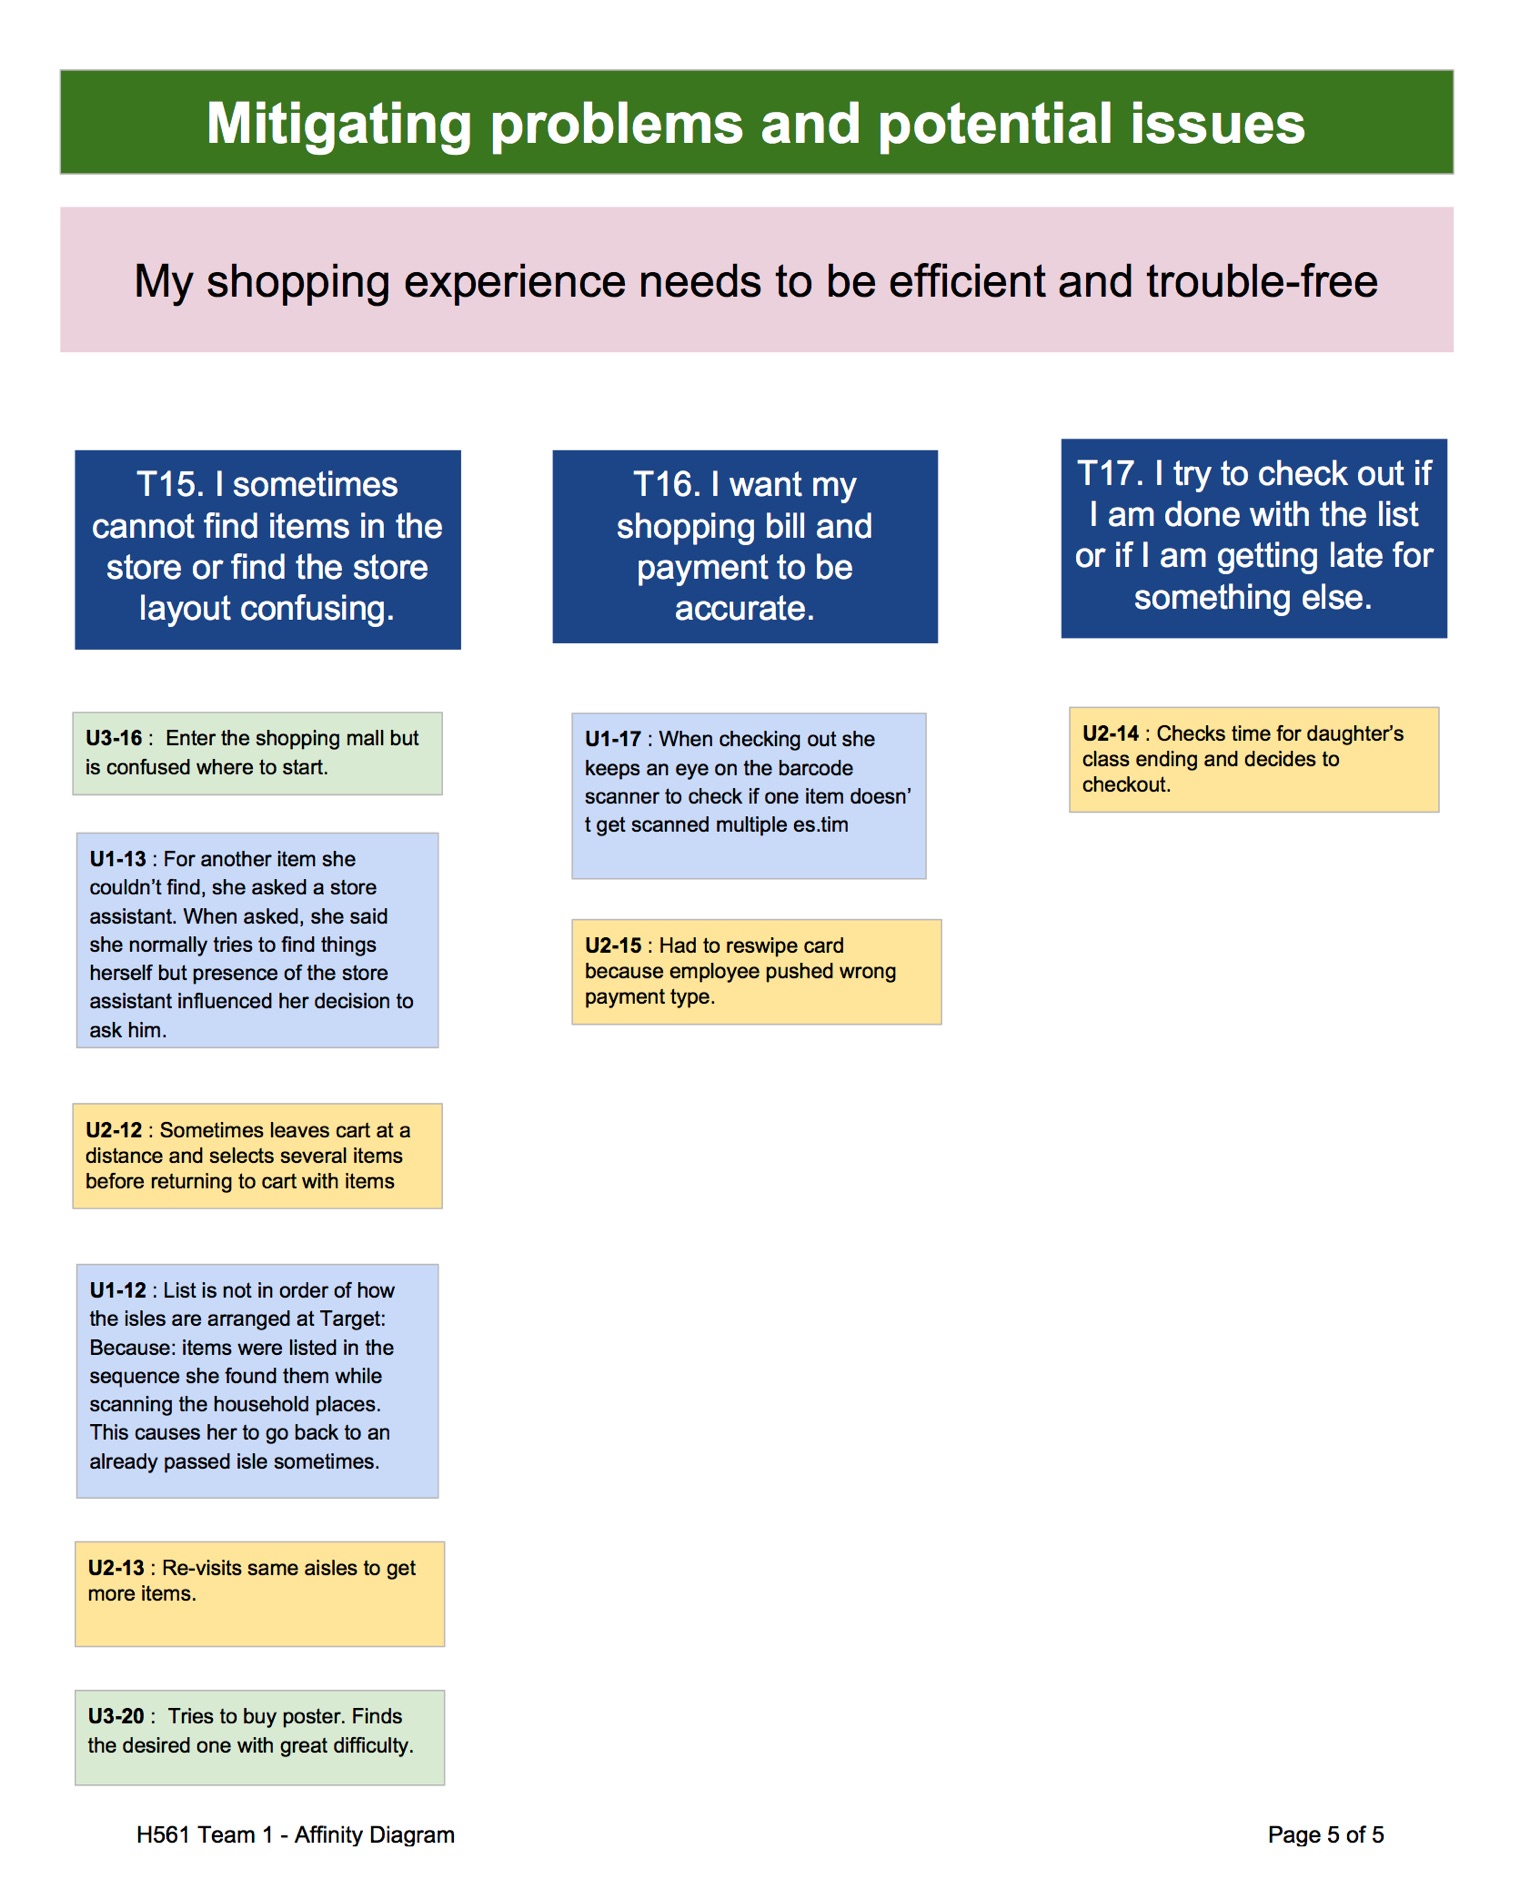 Mitigating problems and potential issues
My shopping experience needs to be efficient and trouble-free
T15. I sometimes
cannot find items in the
store or find the store
layout confusing.
U3-16 :  Enter the shopping mall but
is confused where to start.
U1-13 : For another item she
couldn’t find, she asked a store
assistant. When asked, she said
she normally tries to find things
herself but presence of the store
assistant influenced her decision to
ask him.
U2-12 : Sometimes leaves cart at a
distance and selects several items
before returning to cart with items
U1-12 : List is not in order of how
the isles are arranged at Target:
Because: items were listed in the
sequence she found them while
scanning the household places.
This causes her to go back to an
already passed isle sometimes.
U2-13 : Re-visits same aisles to get
more items.
U3-20 :  Tries to buy poster. Finds
the desired one with great difficulty.
T16. I want my
shopping bill and
payment to be
accurate.
U1-17 : When checking out she
keeps an eye on the barcode
scanner to check if one item doesn’
t get scanned multiple es.tim
U2-15 : Had to reswipe card
because employee pushed wrong
payment type.
T17. I try to check out if
I am done with the list
or if I am getting late for
something else.
U2-14 : Checks time for daughter’s
class ending and decides to
checkout.
H561 Team 1 - Affinity Diagram
Page 5 of 5